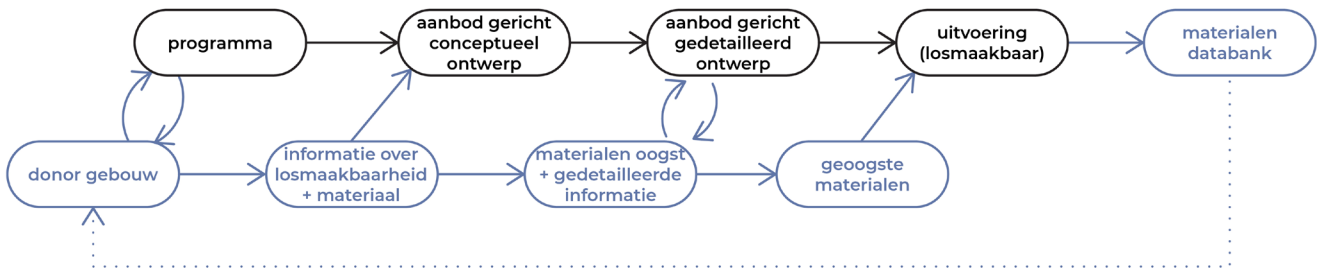 programma
aanbod gericht
conceptueel
ontwerp
aanbod gericht
gedetailleerd
ontwerp
uitvoering
(losmaakbaar)
materialen
databank
donor gebouw
informatie over
losmaakbaarheid
+ materiaal
materialen oogst
+ gedetailleerde
informatie
geoogste
materialen